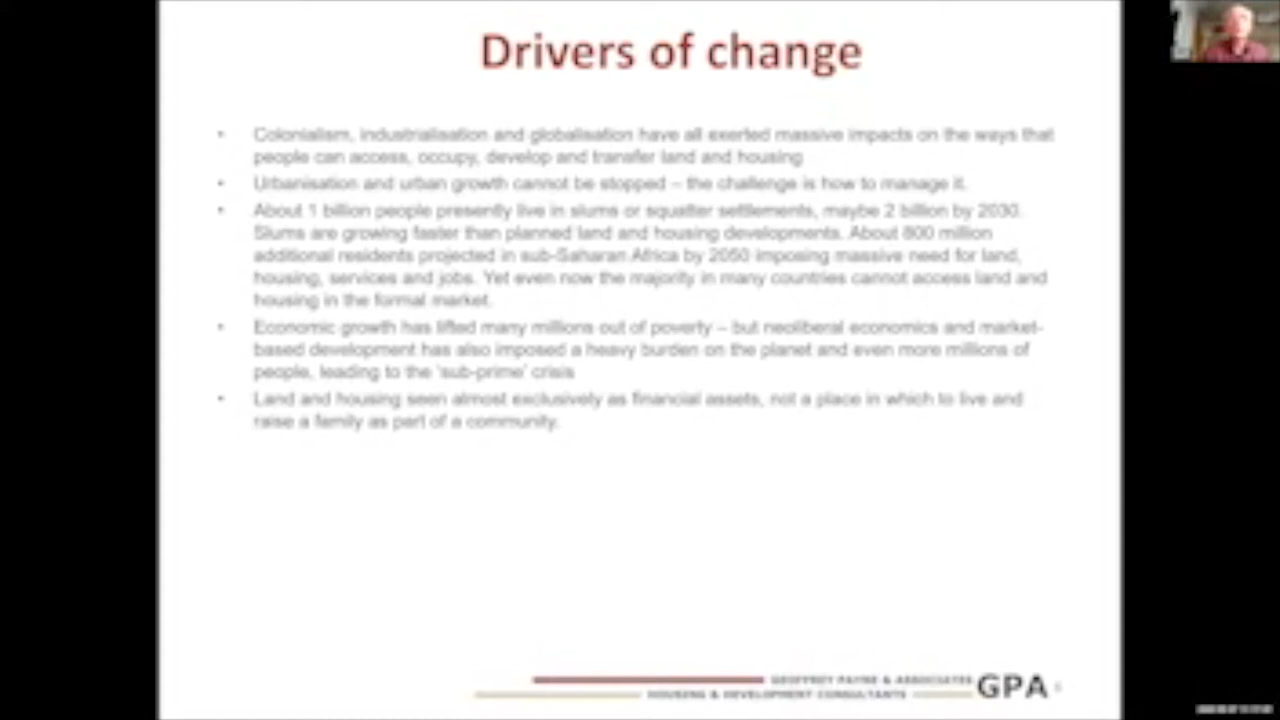 Drivers of change
• Colonialism, industrialisation and globalisation have all exerted massive impacts on the ways that
people can access, occupy, develop and transfer land and housing
• Urbanisation and urban growth cannot be stopped – the challenge is how to manage it.
• About 1 billion people presently live in slums or squatter settlements, maybe 2 billion by 2030.
Slums are growing faster than planned land and housing developments. About 800 million
additional residents projected in sub-Saharan Africa by 2050 imposing massive need for land,
housing, services and jobs. Yet even now the majority in many countries cannot access land and
housing in the formal market.
• Economic growth has lifted many millions out of poverty – but neoliberal economics and market-
based development has also imposed a heavy burden on the planet and even more millions of
people, leading to the 'sub-prime' crisis
• Land and housing seen almost exclusively as financial assets, not a place in which to live and
raise a family as part of a community.
GEOFFREY PAYNE & ASSOCIATES GPA
HOUSING & DEVELOPMENT CONSULTANTS